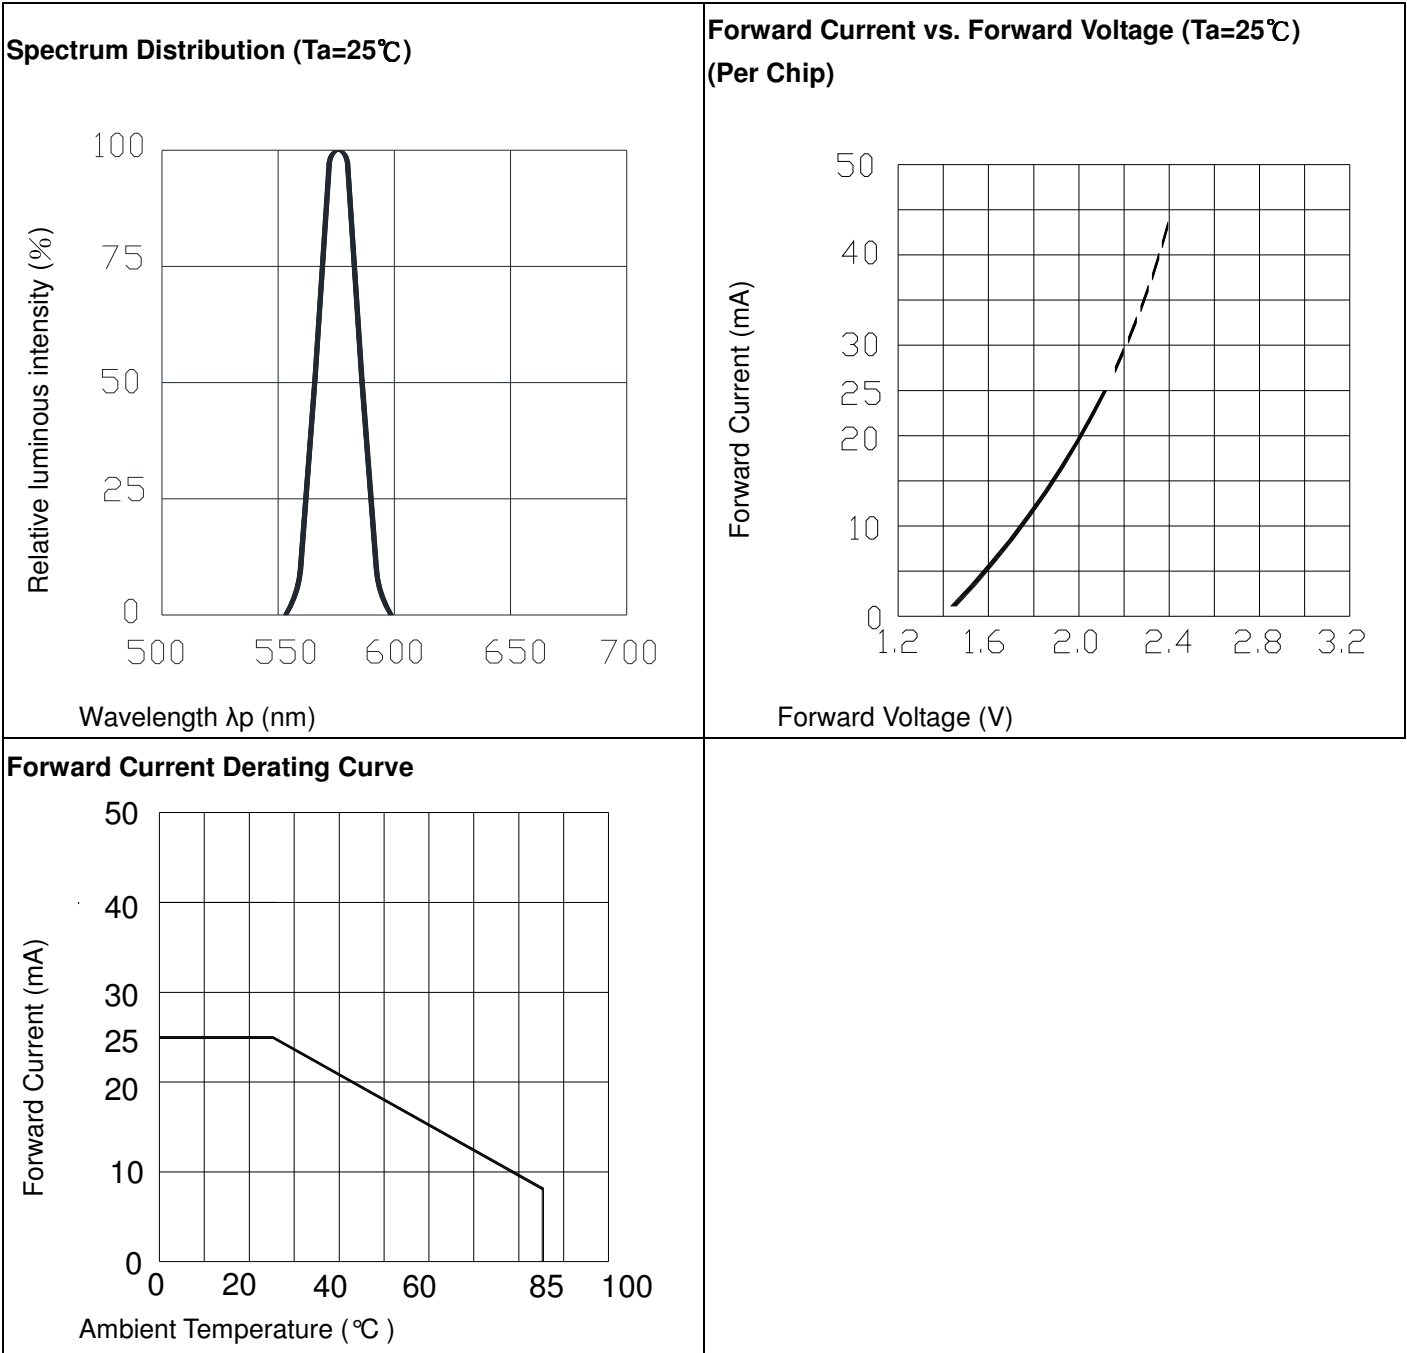 Spectrum Distribution (Ta=25℃)
100
75
50
25
0
500 550 600 650 700
Relative luminous intensity (%)
Wavelength λp (nm)
Forward Current vs. Forward Voltage (Ta=25℃)
(Per Chip)
50
40
30
25
20
10
0
1.2 1.6 2.0 2.4 2.8 3.2
Forward Current (mA)
Forward Voltage (V)
Forward Current Derating Curve
50
40
30
25
20
10
0
0 20 40 60 85 100
Forward Current (mA)
Ambient Temperature (℃ )